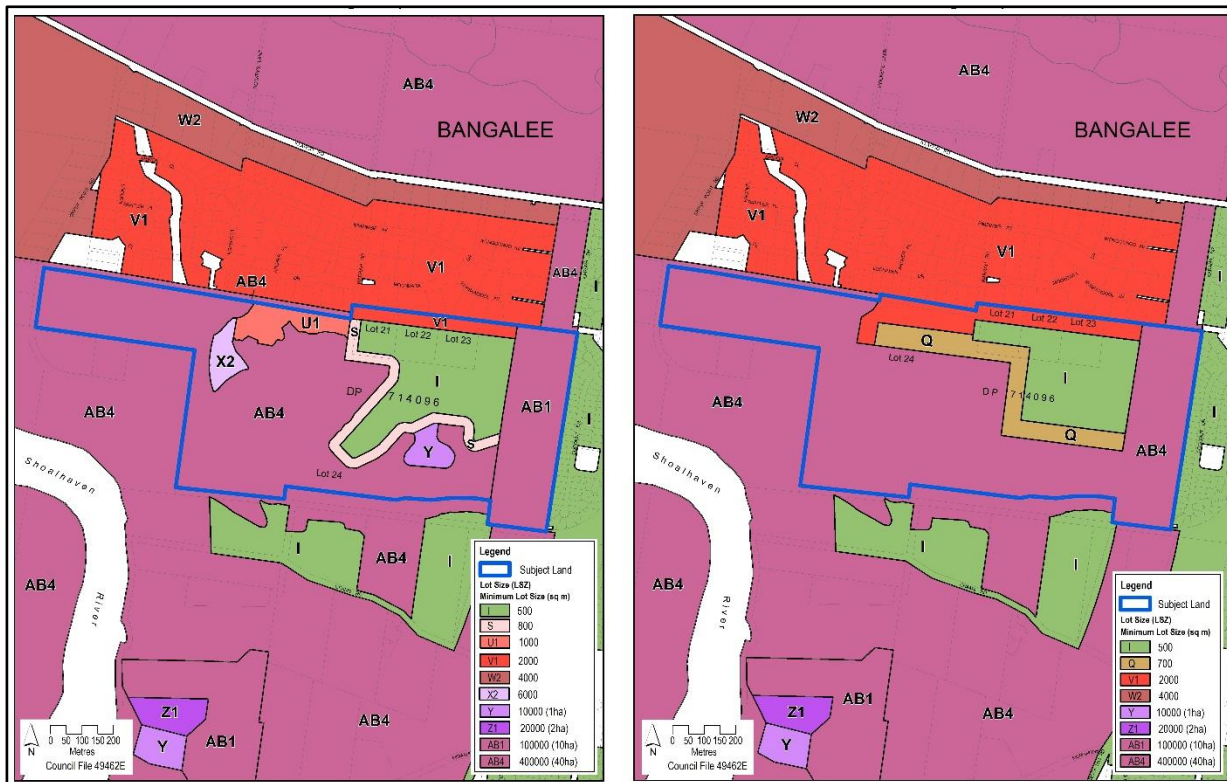 AB4
BANGALEE
W2
V1
V1
AB4
AB4
I
V1
U1
S
Lot 21
Lot 22
Lot 23
X2
I
AB4
AB4
DP
714096
AB1
I
Y
S
Lot 24
Shoalhaven
River
I
AB4
I
AB4
AB1
Z1
Y
AB1
AB4
N
0 50 100 150 200
Metres
Council File 49462E
Legend
Subject Land
Lot Size (LSZ)
Minimum Lot Size (sq m)
I 500
S 800
U1 1000
V1 2000
W2 4000
X2 6000
Y 10000 (1ha)
Z1 20000 (2ha)
AB1 100000 (10ha)
AB4 400000 (40ha)
AB4
BANGALEE
W2
V1
V1
AB4
I
Lot 21
Lot 22
Lot 23
Q
Lot 24
I
DP
714096
AB4
I
Q
AB4
Shoalhaven
River
I
I
AB4
AB1
AB4
Z1
Y
AB1
N
0 50 100 150 200
Metres
Council File 49462E
Legend
Subject Land
Lot Size (LSZ)
Minimum Lot Size (sq m)
I 500
Q 700
V1 2000
W2 4000
Y 10000 (1ha)
Z1 20000 (2ha)
AB1 100000 (10ha)
AB4 400000 (40ha)